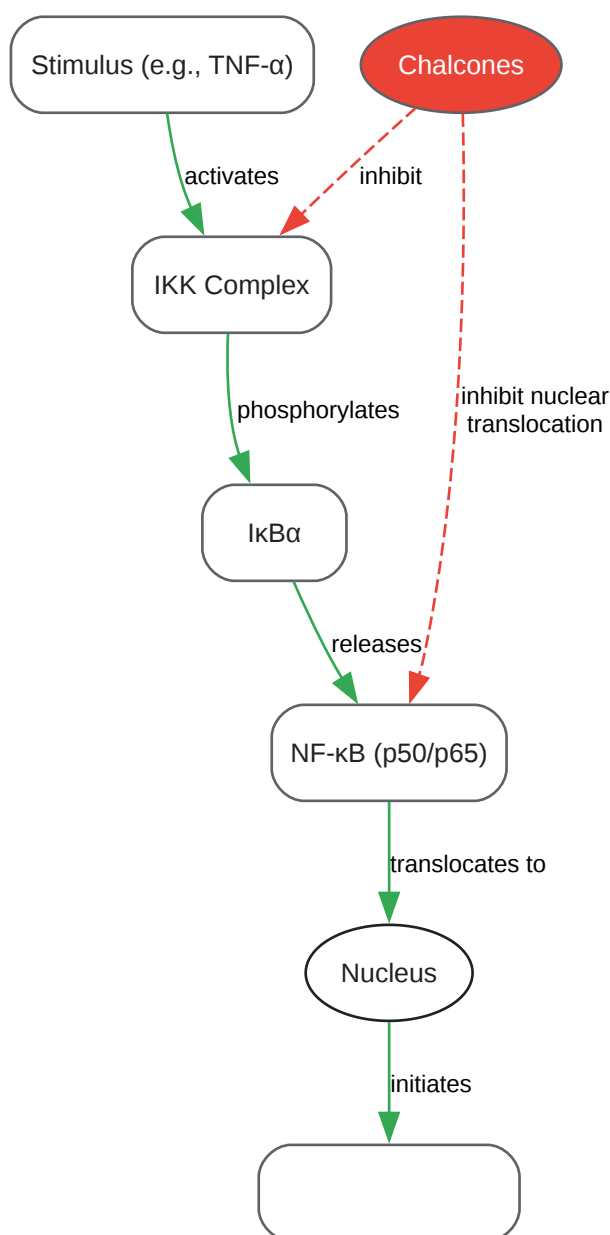 Stimulus (e.g., TNF-α)
Chalcones
activates
inhibit
IKK Complex
phosphorylates
inhibit nuclear
translocation
IκBα
releases
NF-κB (p50/p65)
translocates to
Nucleus
initiates